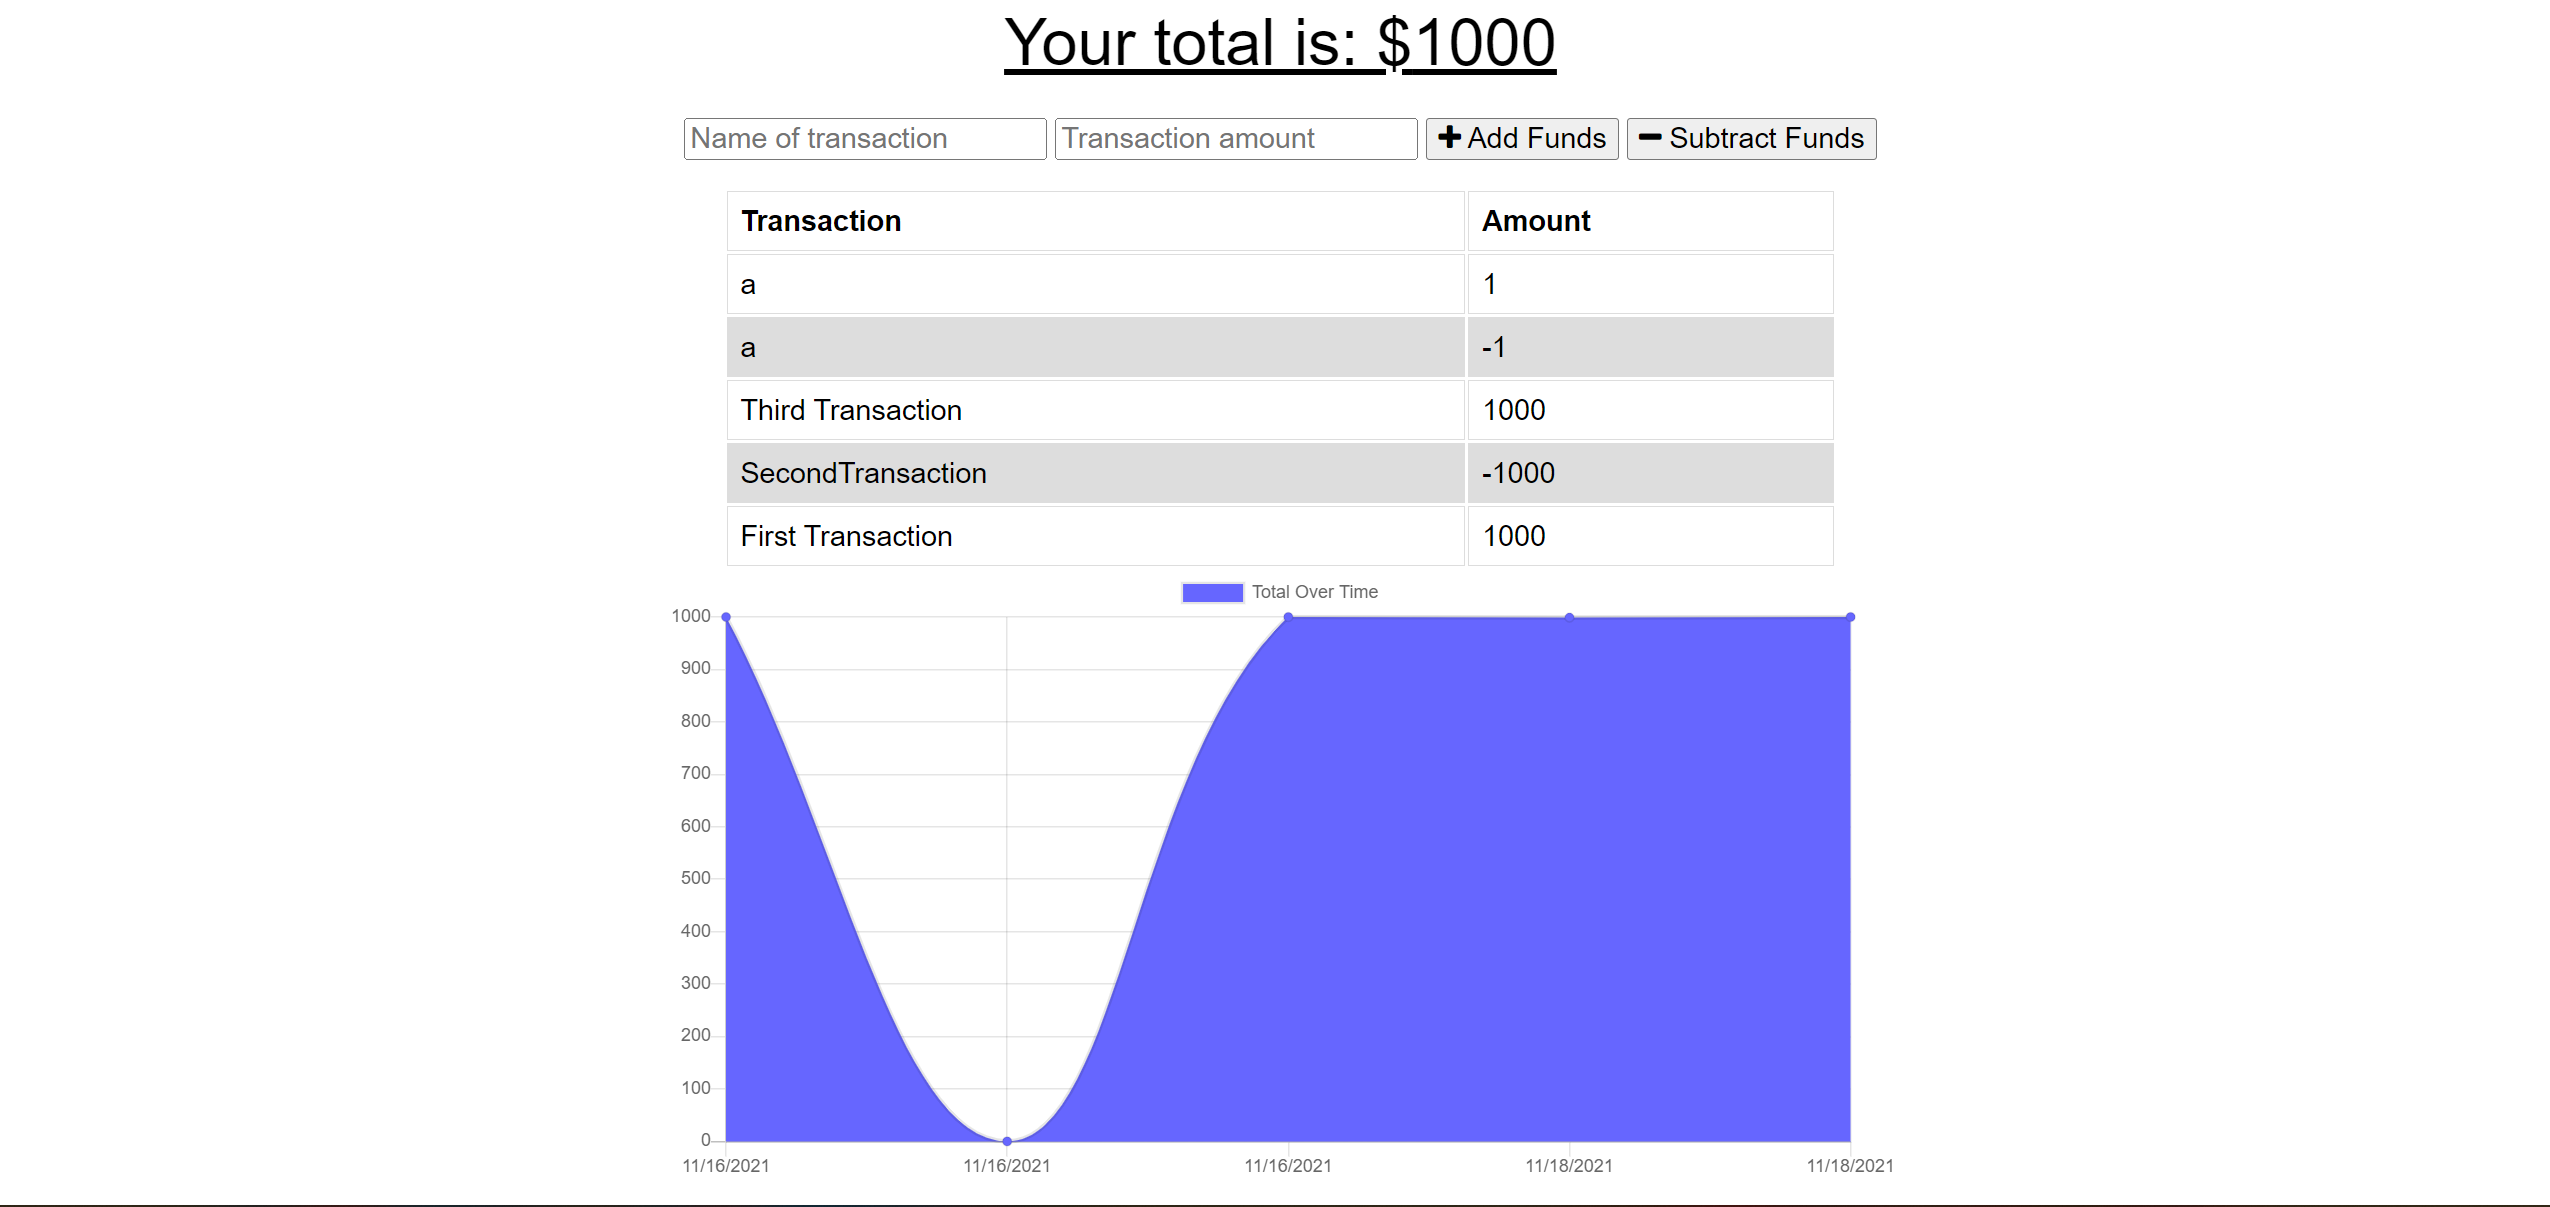 Your total is: $1000
Name of transaction Transaction amount Add Funds Subtract Funds
Transaction Amount
a 1
a -1
Third Transaction 1000
SecondTransaction -1000
First Transaction 1000
Total Over Time
1000
900
800
700
600
500
400
300
200
100
0
11/16/2021 11/16/2021 11/16/2021 11/18/2021 11/18/2021